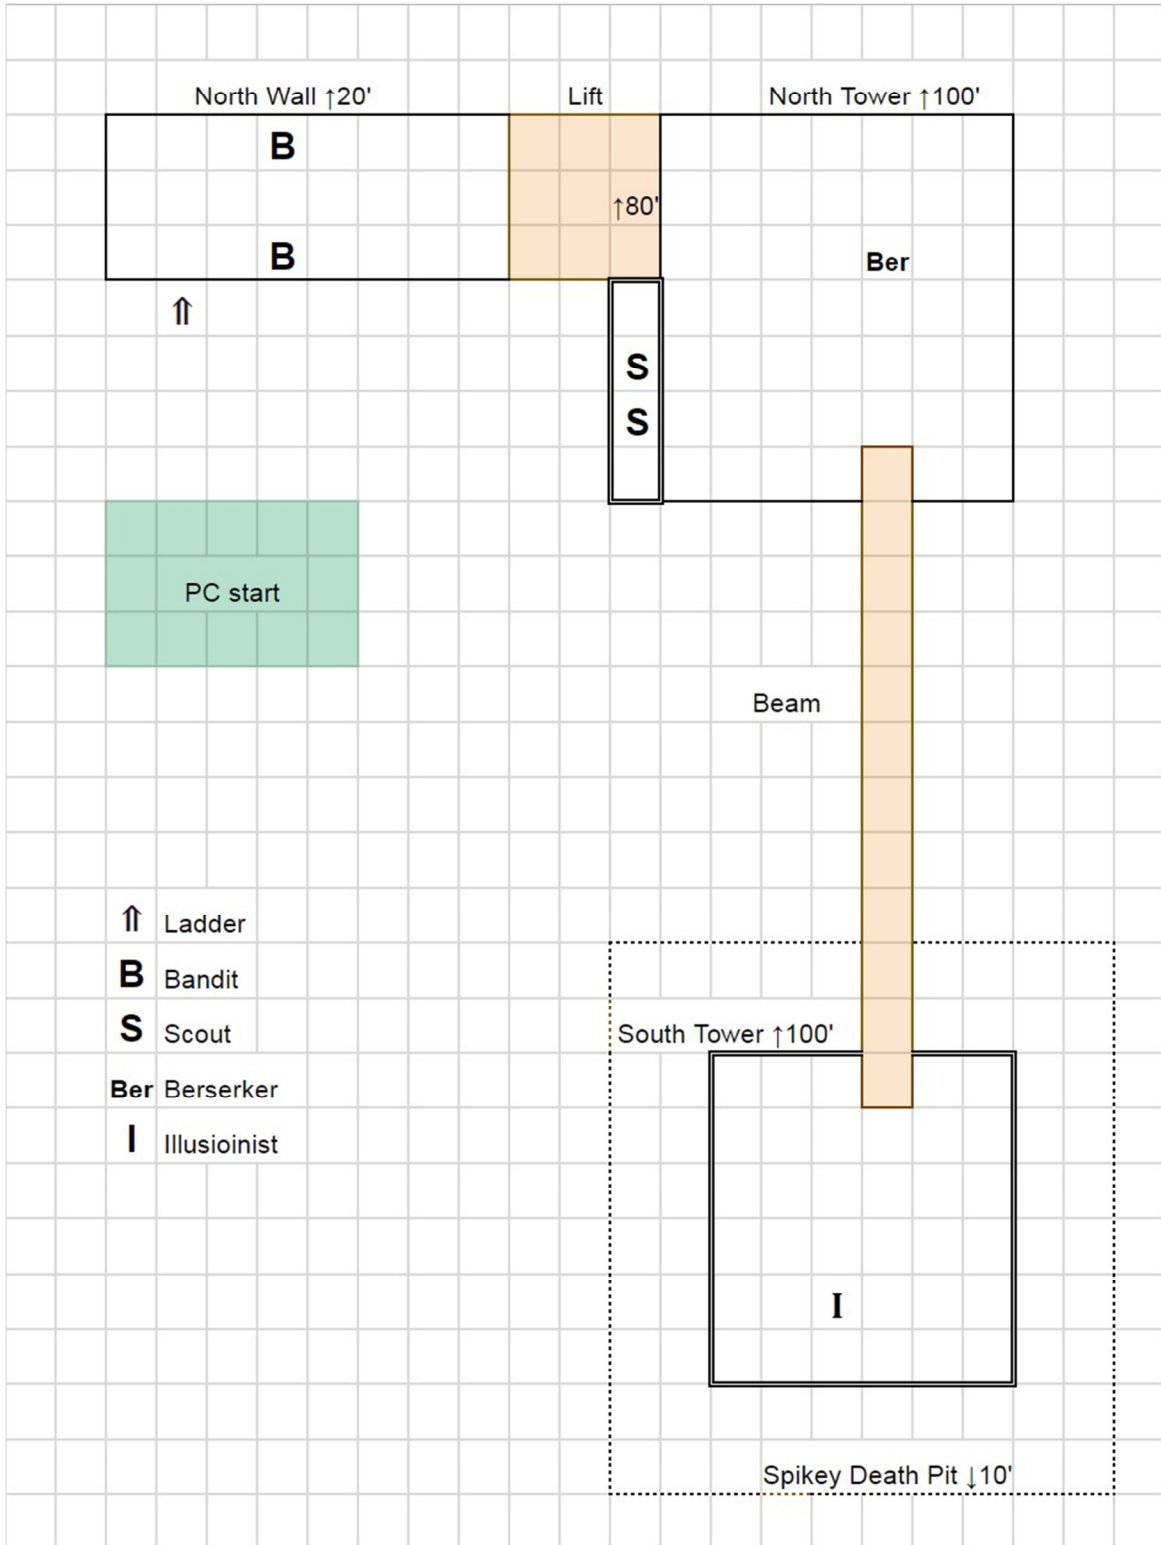 North Wall ↑20'
Lift
North Tower ↑100'
B
↑80'
B
Ber
⇑
S
S
PC start
Beam
⇑ Ladder
B Bandit
S Scout
South Tower ↑100'
Ber Berserker
I Illusioinist
I
Spikey Death Pit ↓10'